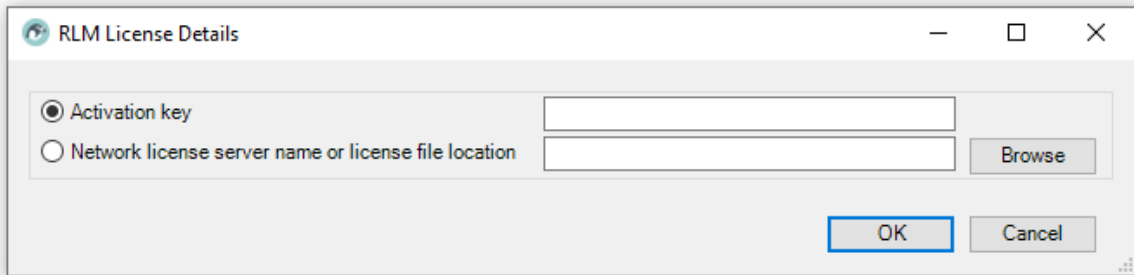 RLM License Details
Activation key
Network license server name or license file location
Browse
OK Cancel